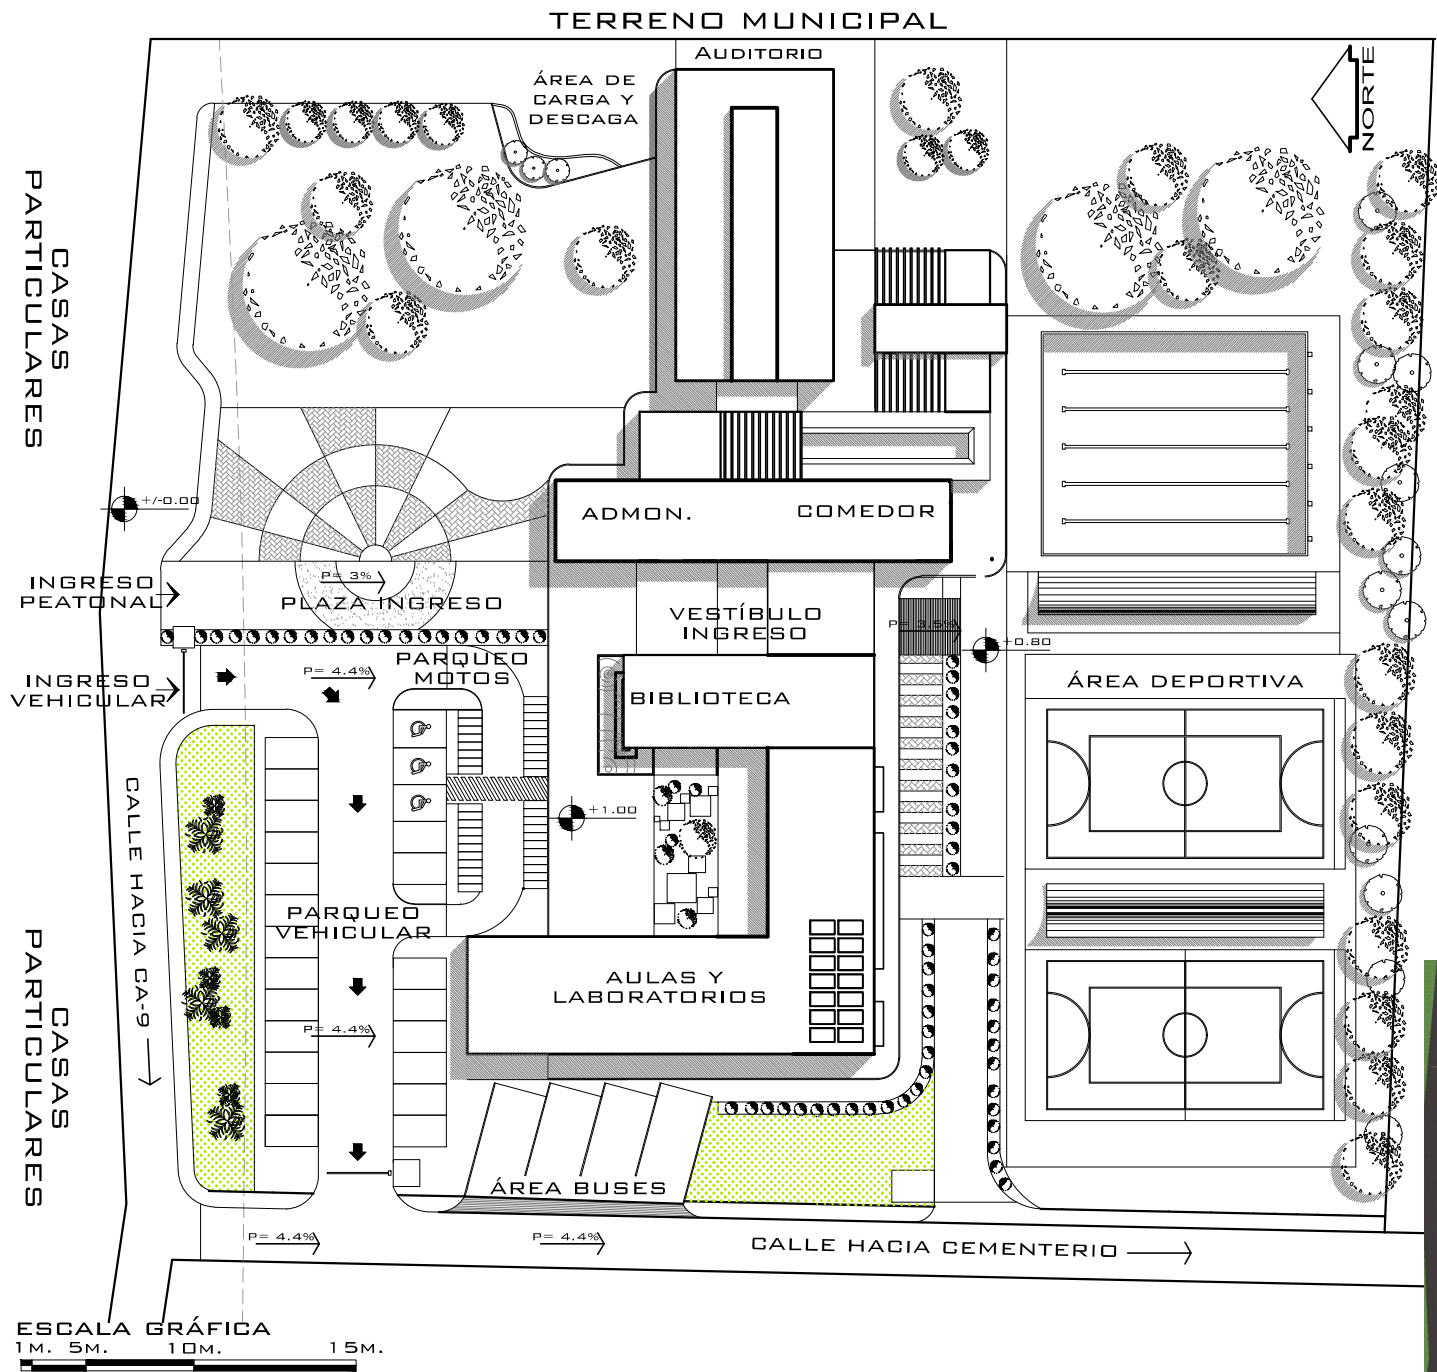 TERRENO MUNICIPAL
AUDITORIO
ÁREA DE
CARGA Y
DESCAGA
NORTE
CASAS
PARTICULARES
+/-0.00
ADMON.
COMEDOR
INGRESO
PEATONAL
P= 3%
PLAZA INGRESO
VESTÍBULO
INGRESO
P= 3.5%
+0.80
INGRESO
VEHICULAR
P= 4.4%
PARQUEO
MOTOS
BIBLIOTECA
ÁREA DEPORTIVA
+1.00
CALLE HACIA CA-9
PARQUEO
VEHICULAR
AULAS Y
LABORATORIOS
CASAS
PARTICULARES
P= 4.4%
ÁREA BUSES
P= 4.4%
P= 4.4%
CALLE HACIA CEMENTERIO
ESCALA GRÁFICA
1M. 5M. 10M. 15M.